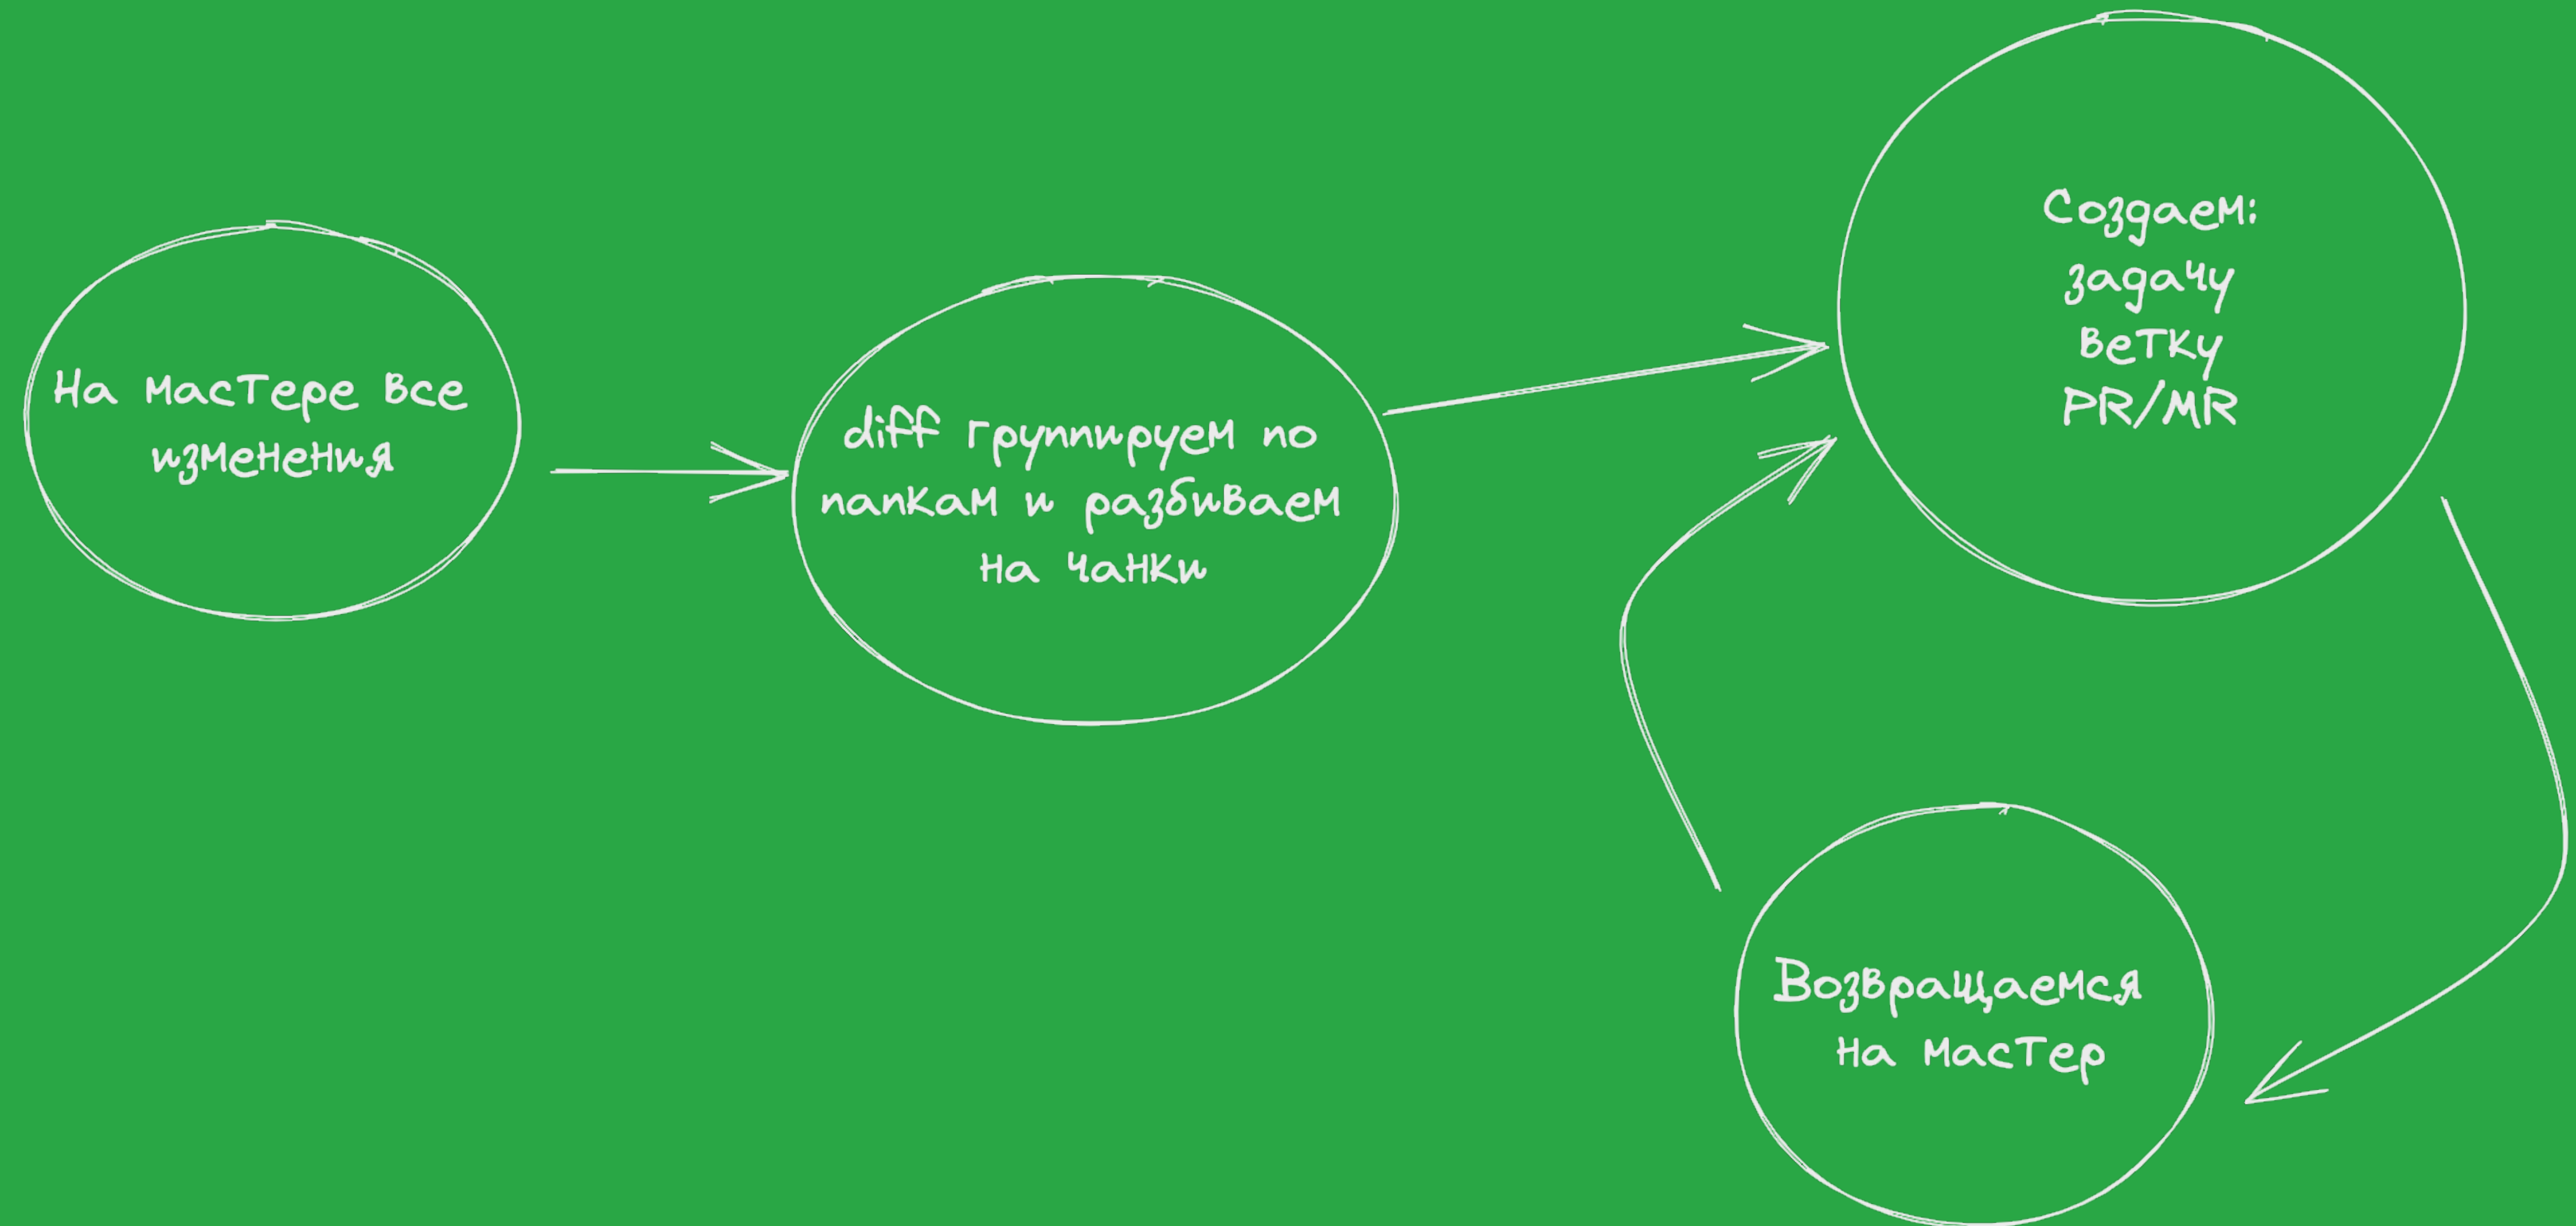 На мастере все
изменения
diff группируем по
папкам и разбиваем
на чанки
Создаем:
задачу
ветку
PR/MR
Возвращаемся
на мастер